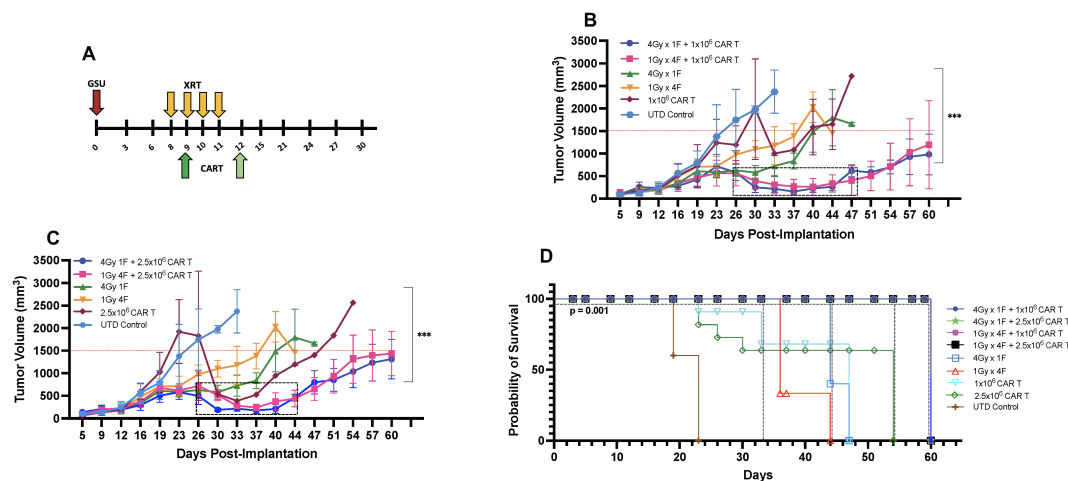 A
GSU
XRT
0 3 6 8 9 10 11 12 15 21 27 30
CART
B
Tumor Volume (mm³)
3500
3000
2500
2000
1500
1000
500
0
4Gy x 1F + 1x10⁶ CAR T
1Gy x 4F + 1x10⁶ CAR T
4Gy x 1F
1Gy x 4F
1x10⁶ CAR T
UTD Control
***
5 9 12 16 19 23 26 30 33 37 40 44 47 51 54 57 60
Days Post-Implantation
C
Tumor Volume (mm³)
3500
3000
2500
2000
1500
1000
500
0
4Gy 1F + 2.5x10⁶ CAR T
1Gy 4F + 2.5x10⁶ CAR T
4Gy 1F
1Gy 4F
2.5x10⁶ CAR T
UTD Control
***
5 9 12 16 19 23 26 30 33 37 40 44 47 51 54 57 60
Days Post-Implantation
D
Probability of Survival
100
50
0
p = 0.001
0 10 20 30 40 50 60
Days
4Gy x 1F + 1x10⁶ CAR T
4Gy x 1F + 2.5x10⁶ CAR T
1Gy x 4F + 1x10⁶ CAR T
1Gy x 4F + 2.5x10⁶ CAR T
4Gy x 1F
1Gy x 4F
1x10⁶ CAR T
2.5x10⁶ CAR T
UTD Control